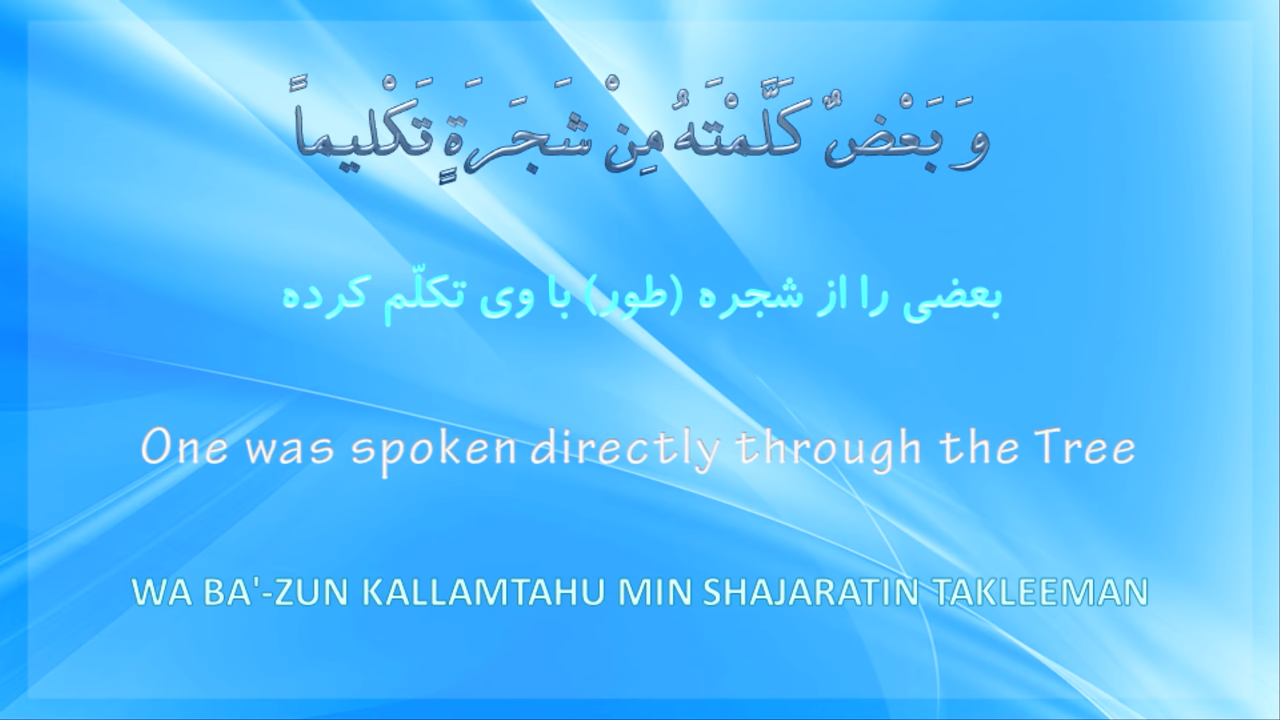 وَ بَعَْضٌ كَلَّمَتَْهُ مِنْ شَجَرَةٍ تَكْليماً
بعضی را از شجره (طور) با وی تکلّم کرده
One was spoken directly through the Tree
WA BA'-ZUN KALLAMTAHU MIN SHAJARATIN TAKLEEMAN